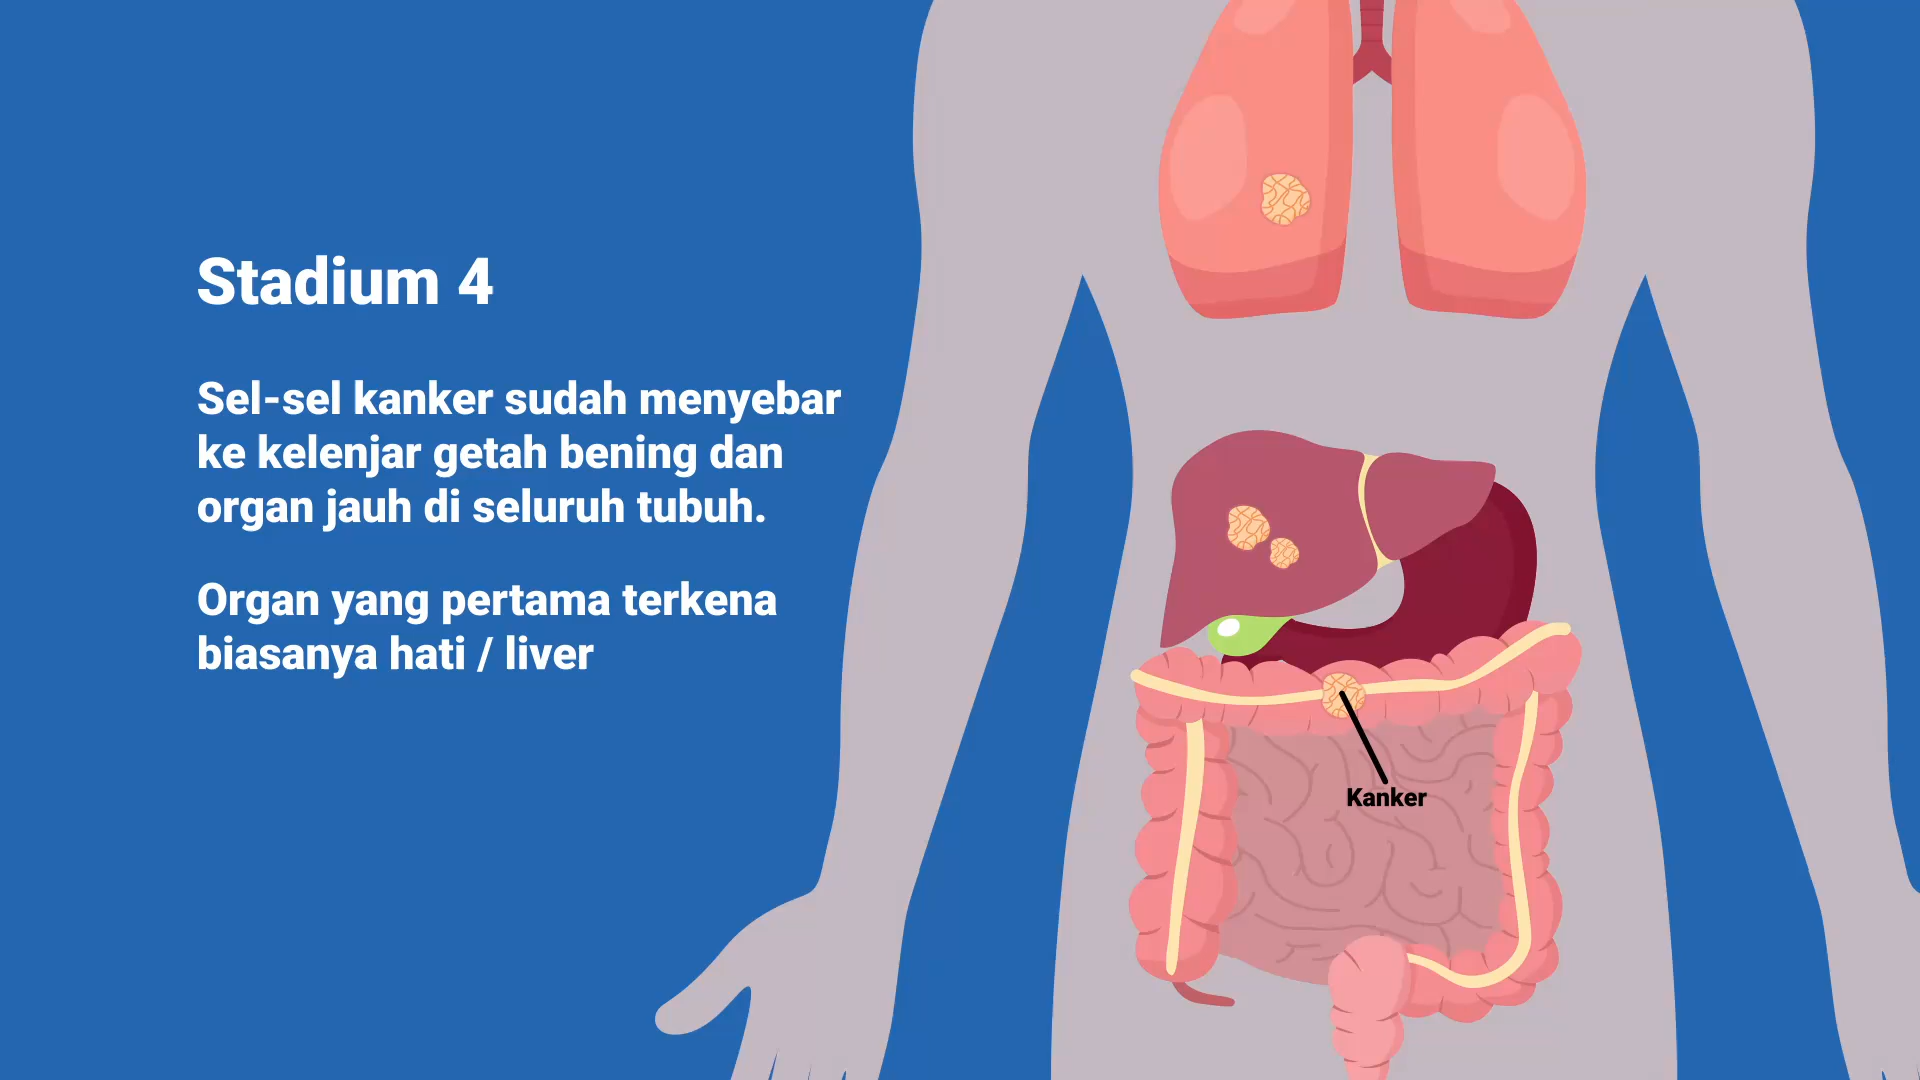 Stadium 4
Sel-sel kanker sudah menyebar
ke kelenjar getah bening dan
organ jauh di seluruh tubuh.
Organ yang pertama terkena
biasanya hati / liver
Kanker